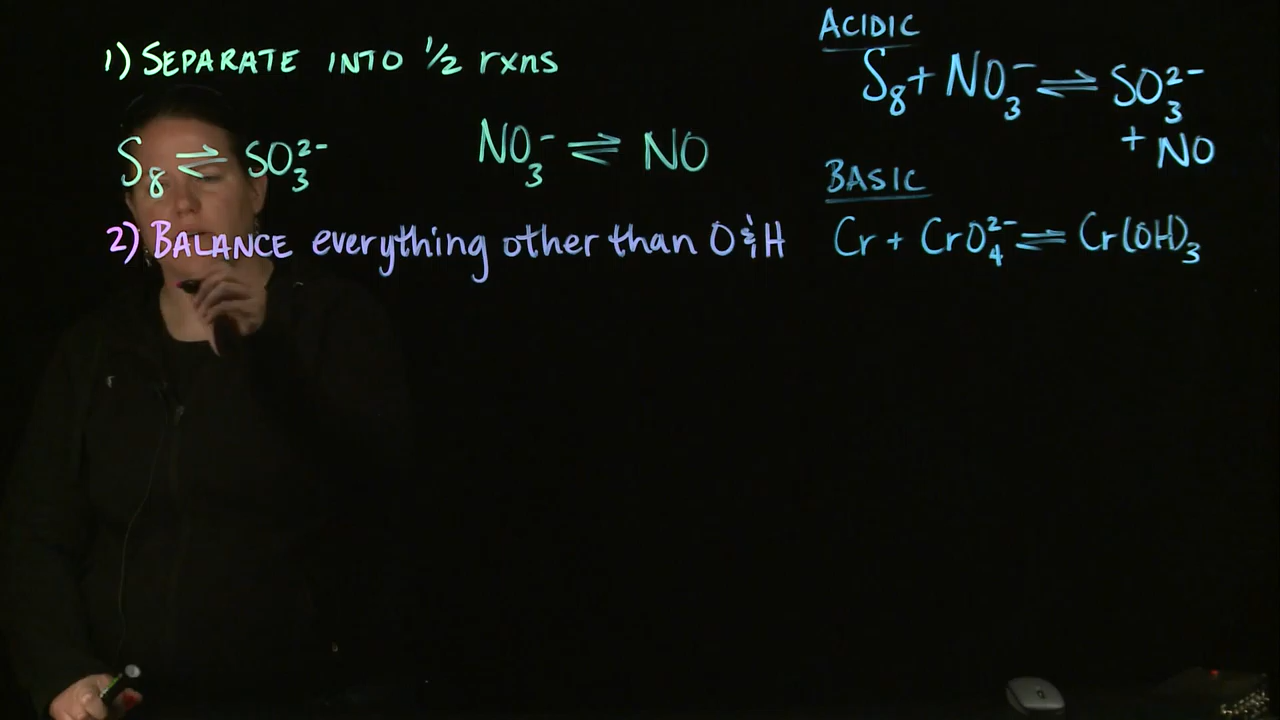 1) SEPARATE INTO 1/2 rxns
S₈ ⇌ SO₃²⁻
NO₃⁻ ⇌ NO
2) BALANCE everything other than O & H
ACIDIC
S₈ + NO₃⁻ ⇌ SO₃²⁻
+ NO
BASIC
Cr + CrO₄²⁻ ⇌ Cr(OH)₃